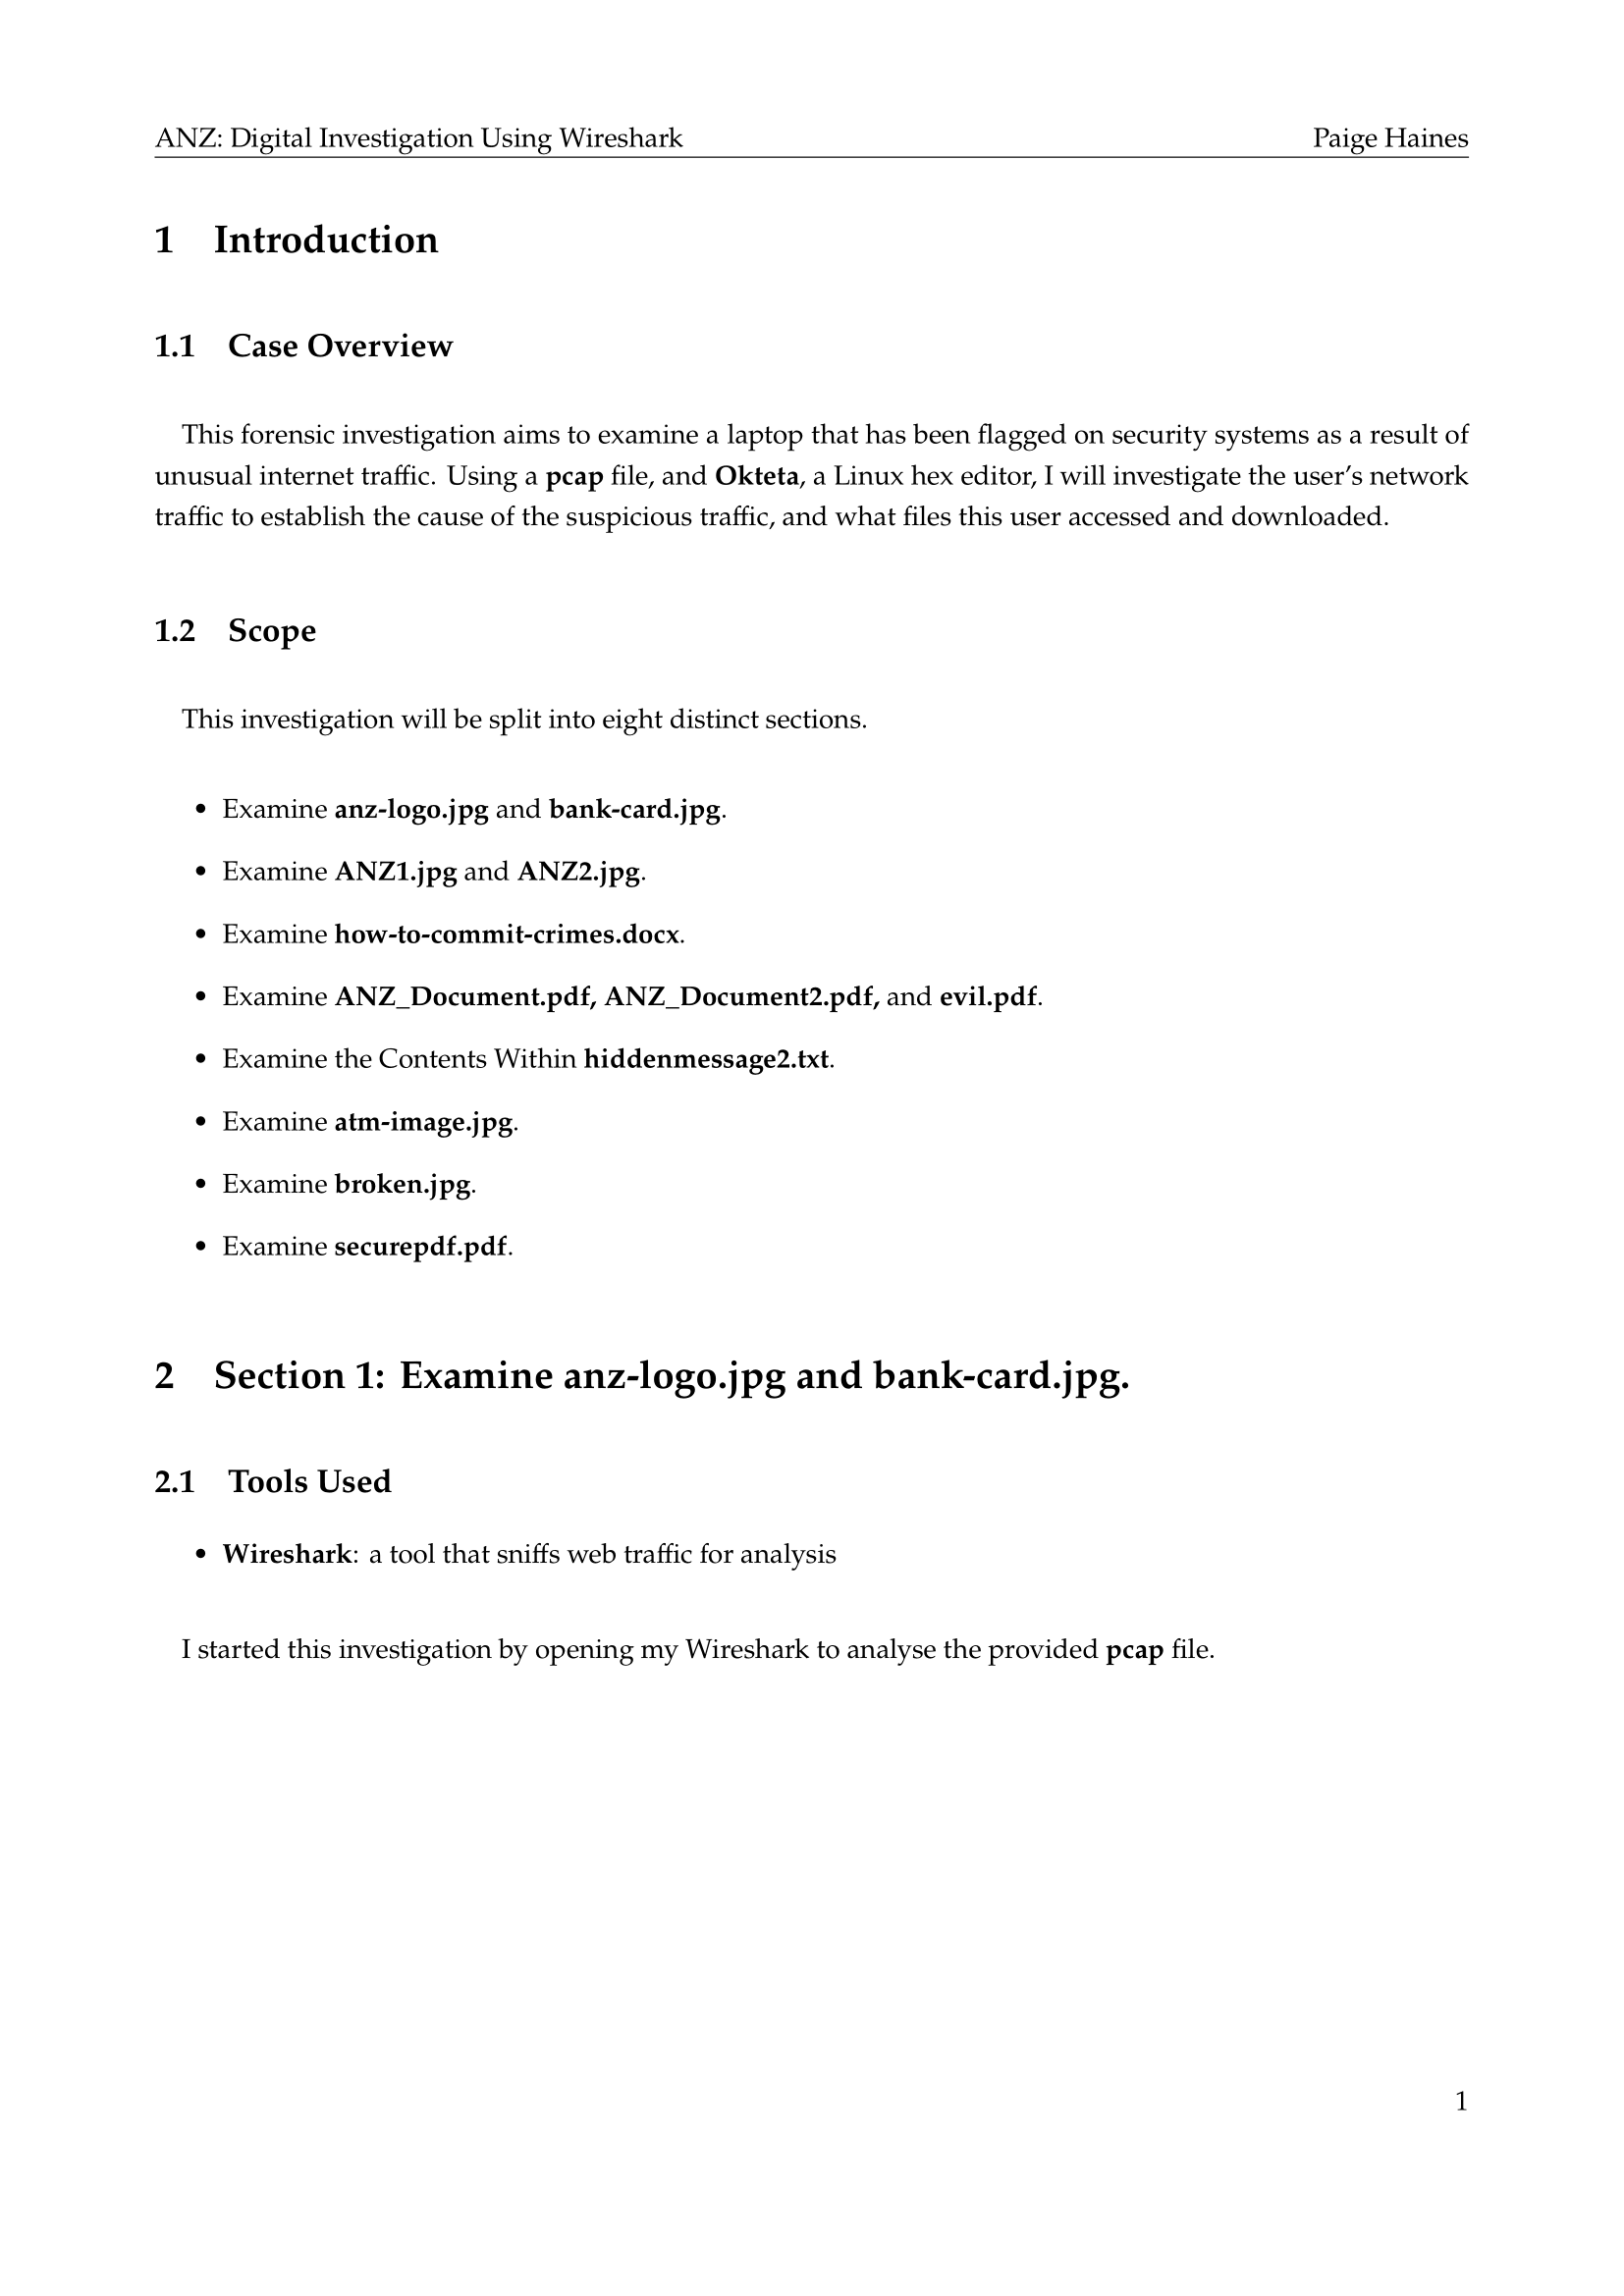 ANZ: Digital Investigation Using Wireshark Paige Haines
1 Introduction
1.1 Case Overview
This forensic investigation aims to examine a laptop that has been flagged on security systems as a result of
unusual internet traffic. Using a pcap file, and Okteta, a Linux hex editor, I will investigate the user's network
traffic to establish the cause of the suspicious traffic, and what files this user accessed and downloaded.
1.2 Scope
This investigation will be split into eight distinct sections.
• Examine anz-logo.jpg and bank-card.jpg.
• Examine ANZ1.jpg and ANZ2.jpg.
• Examine how-to-commit-crimes.docx.
• Examine ANZ_Document.pdf, ANZ_Document2.pdf, and evil.pdf.
• Examine the Contents Within hiddenmessage2.txt.
• Examine atm-image.jpg.
• Examine broken.jpg.
• Examine securepdf.pdf.
2 Section 1: Examine anz-logo.jpg and bank-card.jpg.
2.1 Tools Used
• Wireshark: a tool that sniffs web traffic for analysis
I started this investigation by opening my Wireshark to analyse the provided pcap file.
1